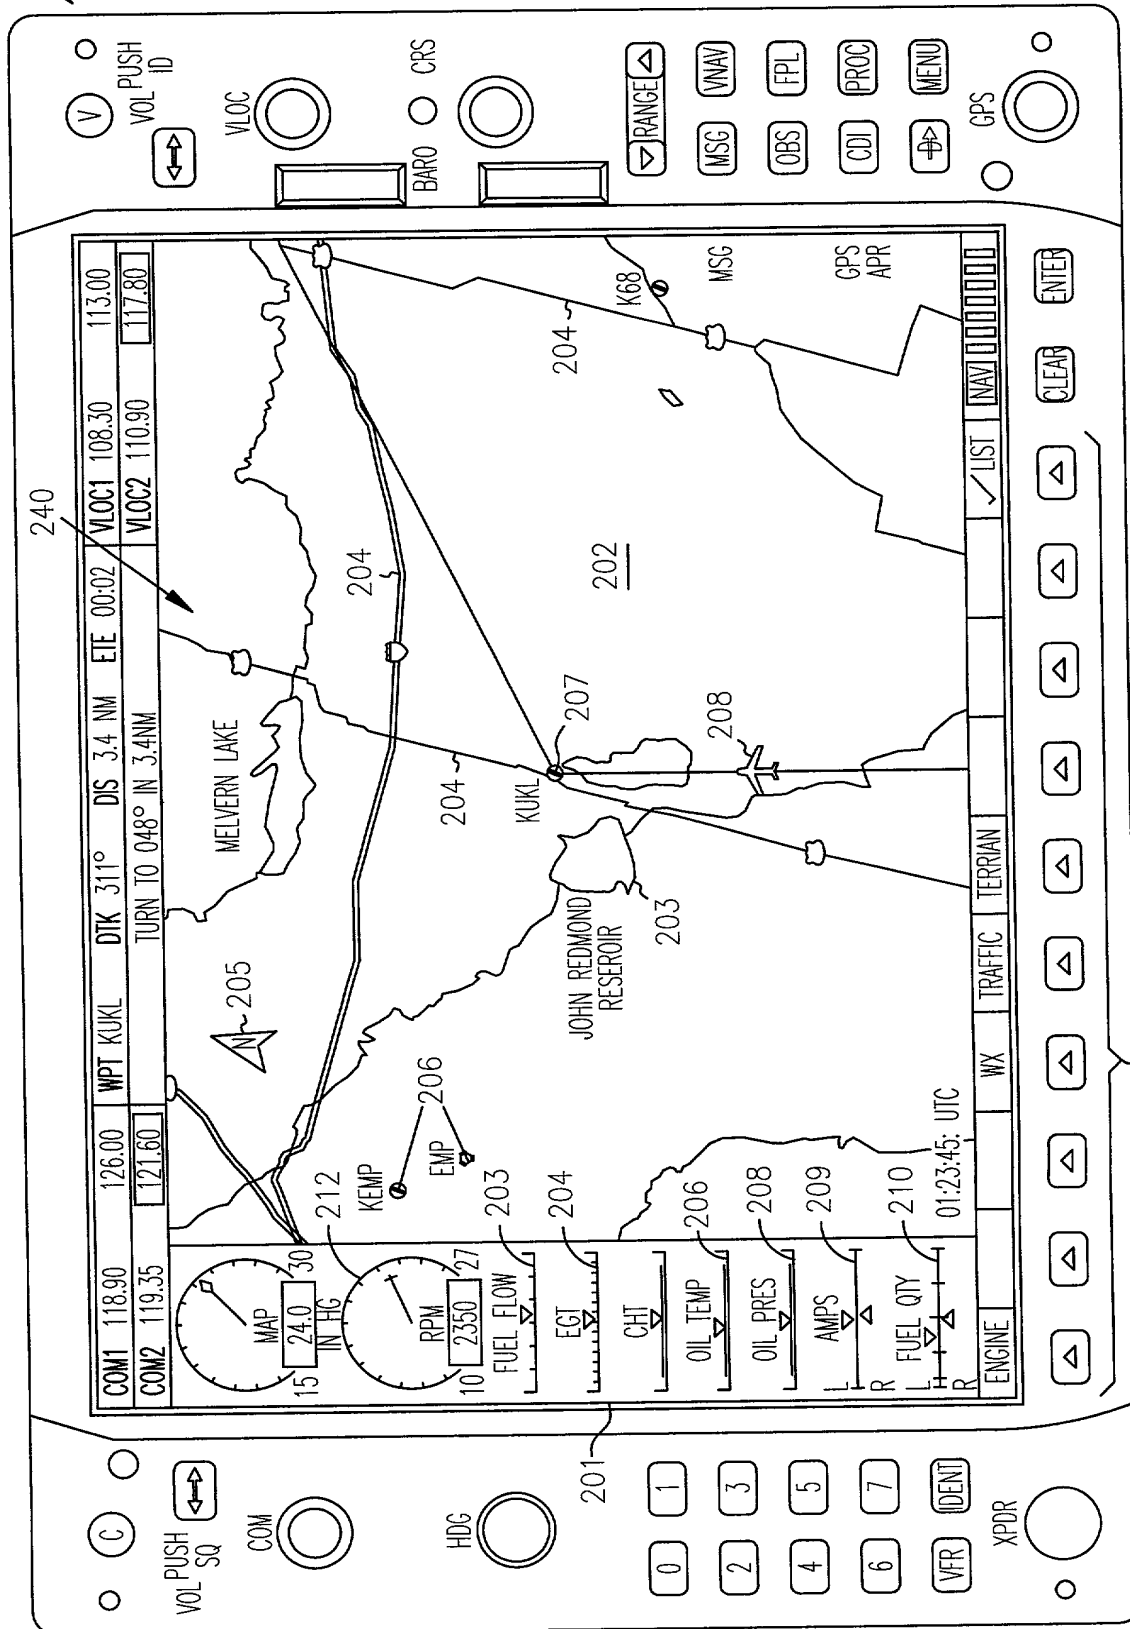 VOL PUSH
SQ
C
COM
HDG
0 1
2 3
4 5
6 7
VFR IDENT
XPDR
COM1 118.90 126.00 WPT KUKL DTK 311° DIS 3.4 NM ETE 00:02 VLOC1 108.30 113.00
COM2 119.35 121.60 TURN TO 048° IN 3.4NM VLOC2 110.90 117.80
240
MAP
24.0
15 30
IN HG
212
RPM
2350
10 27
FUEL FLOW
203
EGT
204
CHT
OIL TEMP
206
OIL PRES
208
AMPS
209
L
R
FUEL QTY
210
L
R
201
N
205
MELVERN LAKE
204
204
KEMP
206
EMP
KUKL
207
202
JOHN REDMOND
RESEROIR
203
208
204
K68
MSG
GPS
APR
01:23:45: UTC
ENGINE WX TRAFFIC TERRIAN LIST NAV
CLEAR ENTER
V
VOL PUSH
ID
VLOC
BARO
CRS
RANGE
MSG VNAV
OBS FPL
CDI PROC
D MENU
GPS